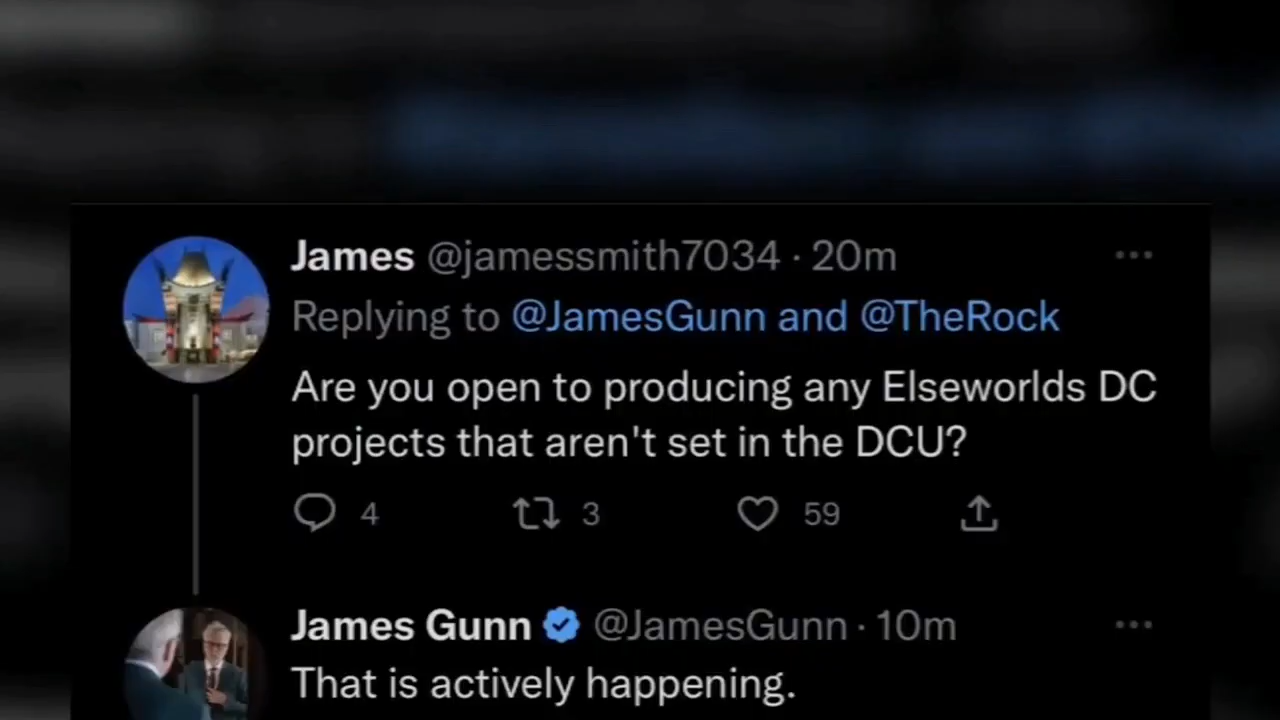 James @jamessmith7034 · 20m
Replying to @JamesGunn and @TheRock
Are you open to producing any Elseworlds DC
projects that aren't set in the DCU?
4 3 59
James Gunn @JamesGunn · 10m
That is actively happening.